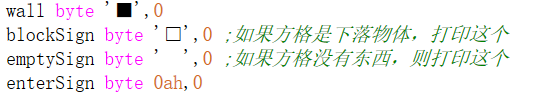 wall byte '■',0
blockSign byte '□',0 ;如果方格是下落物体，打印这个
emptySign byte '  ',0 ;如果方格没有东西，则打印这个
enterSign byte 0ah,0